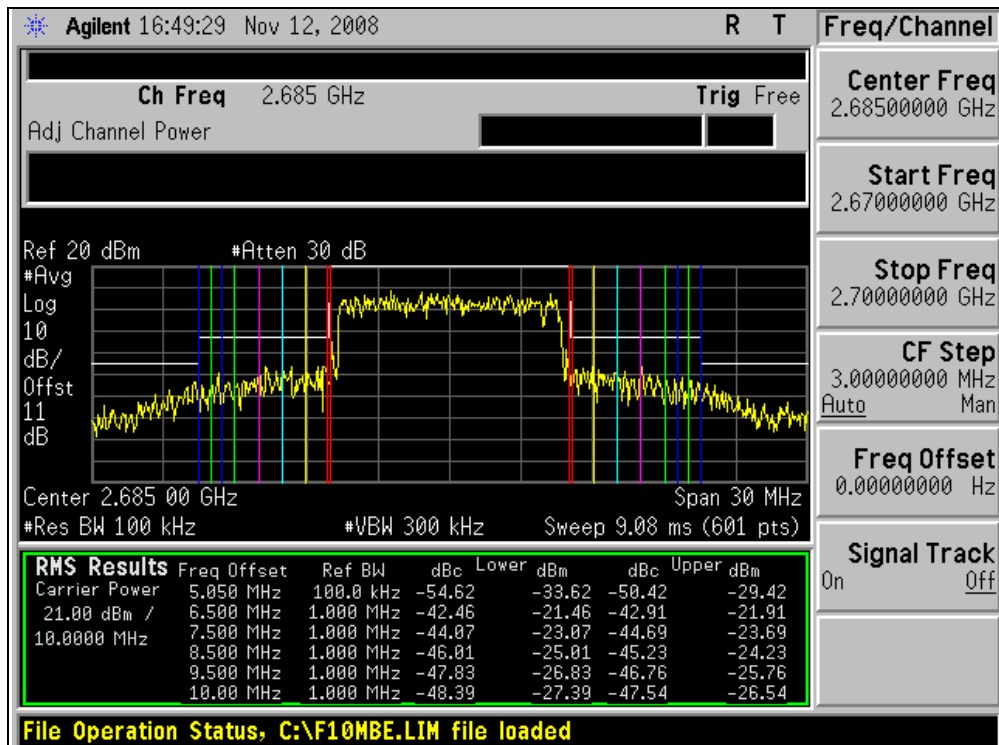 Agilent 16:49:29 Nov 12, 2008 R T
Ch Freq 2.685 GHz Trig Free
Adj Channel Power
Ref 20 dBm #Atten 30 dB
#Avg
Log
10
dB/
Offst
11
dB
Center 2.685 00 GHz Span 30 MHz
#Res BW 100 kHz #VBW 300 kHz Sweep 9.08 ms (601 pts)
RMS Results Freq Offset Ref BW dBc Lower dBm dBc Upper dBm
Carrier Power 5.050 MHz 100.0 kHz -54.62 -33.62 -50.42 -29.42
21.00 dBm / 6.500 MHz 1.000 MHz -42.46 -21.46 -42.91 -21.91
10.0000 MHz 7.500 MHz 1.000 MHz -44.07 -23.07 -44.69 -23.69
8.500 MHz 1.000 MHz -46.01 -25.01 -45.23 -24.23
9.500 MHz 1.000 MHz -47.83 -26.83 -46.76 -25.76
10.00 MHz 1.000 MHz -48.39 -27.39 -47.54 -26.54
File Operation Status, C:\F10MBE.LIM file loaded
Freq/Channel
Center Freq
2.68500000 GHz
Start Freq
2.67000000 GHz
Stop Freq
2.70000000 GHz
CF Step
3.00000000 MHz
Auto Man
Freq Offset
0.00000000 Hz
Signal Track
On Off